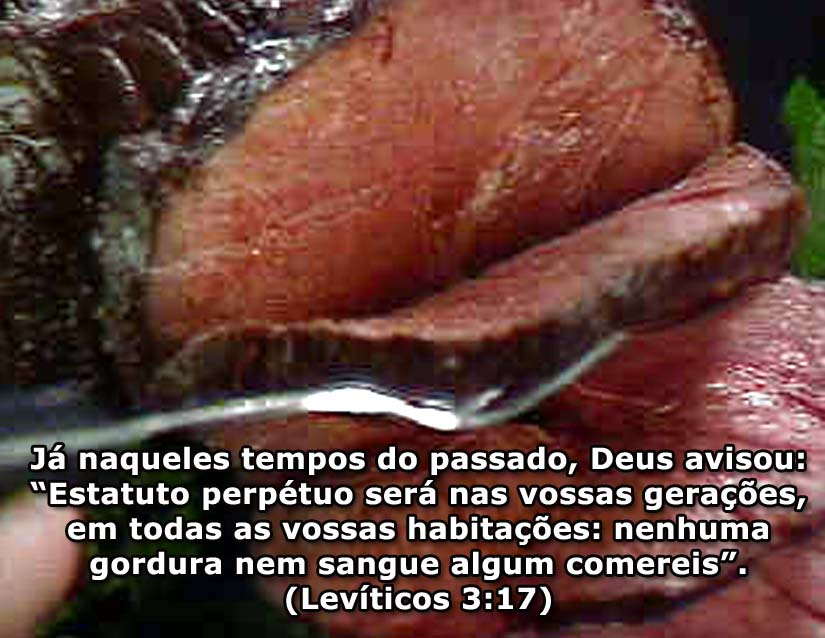 Já naqueles tempos do passado, Deus avisou:
“Estatuto perpétuo será nas vossas gerações,
em todas as vossas habitações: nenhuma
gordura nem sangue algum comereis”.
(Levíticos 3:17)